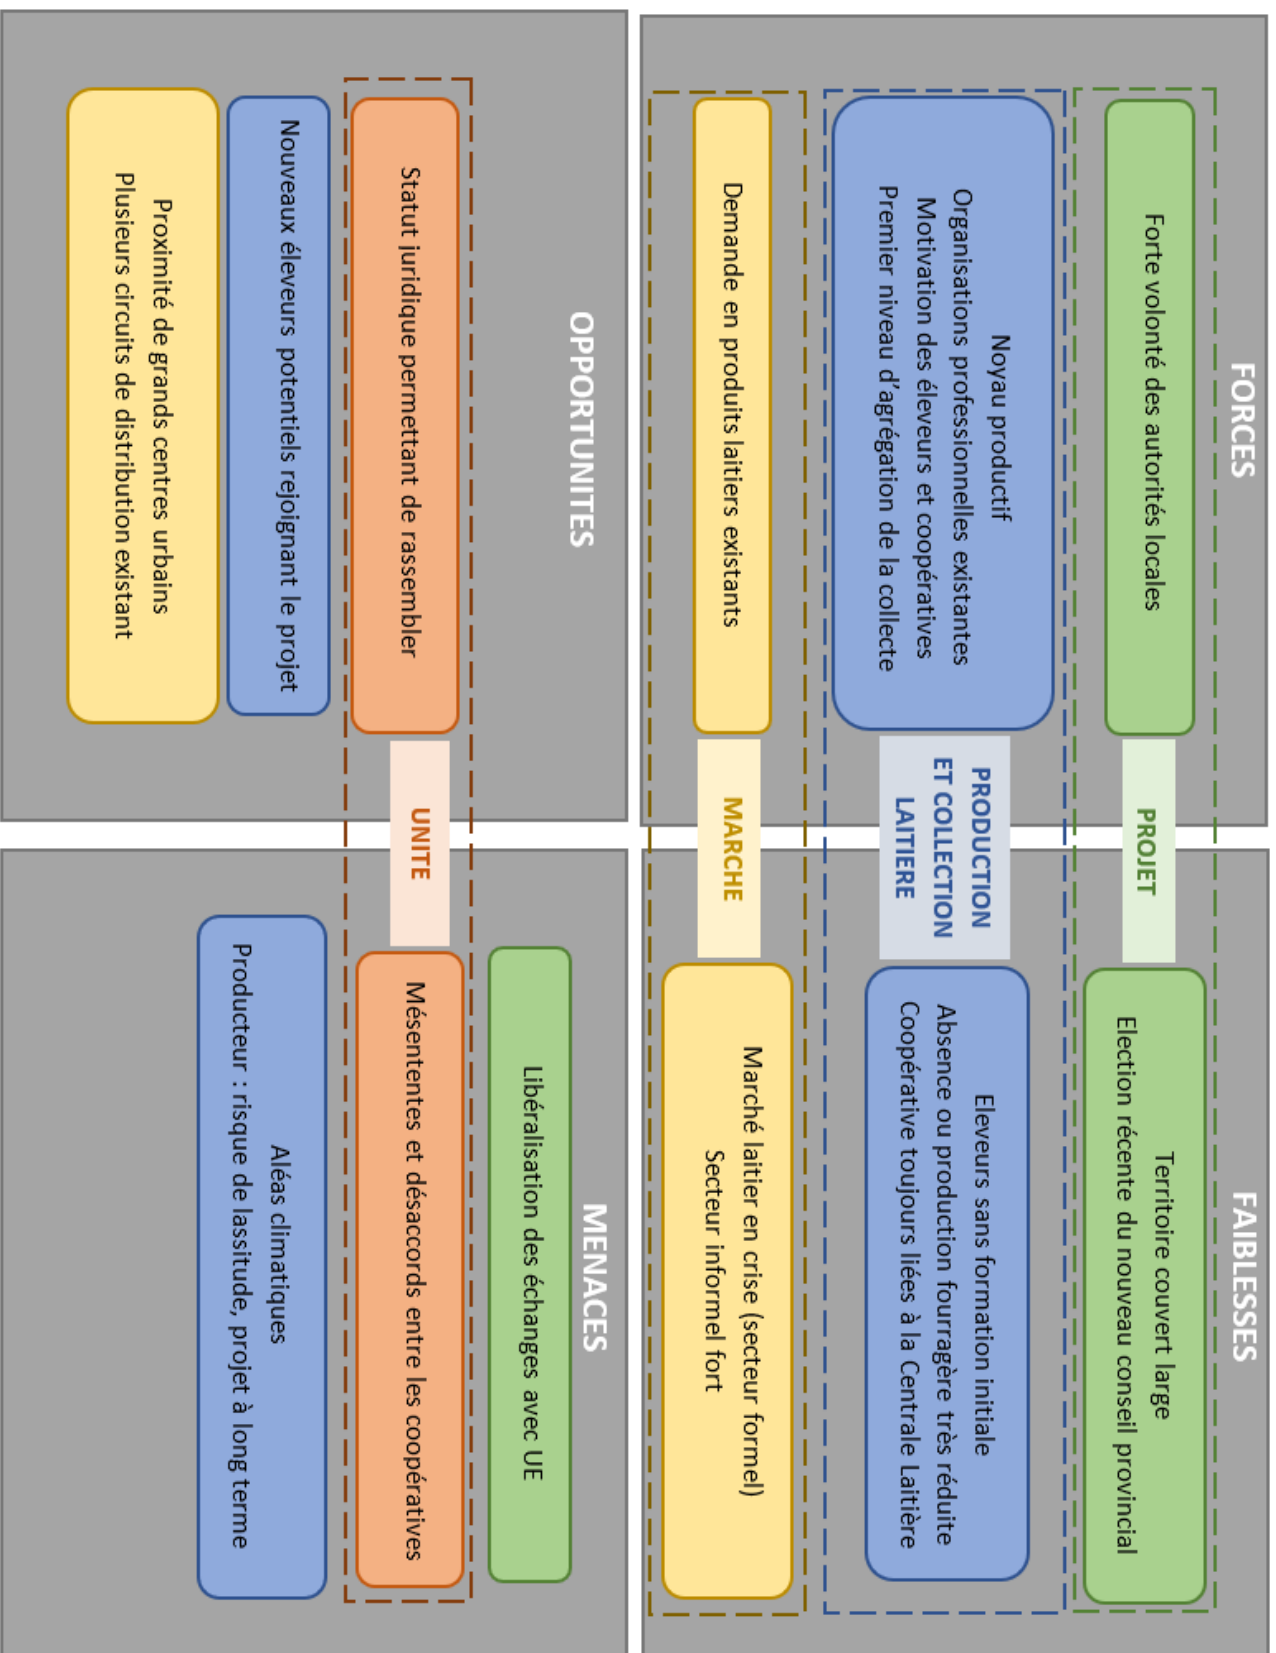 FORCES
Forte volonté des autorités locales
Noyau productif
Organisations professionnelles existantes
Motivation des éleveurs et coopératives
Premier niveau d'agrégation de la collecte
Demande en produits laitiers existants
PROJET
PRODUCTION
ET COLLECTION
LAITIERE
MARCHE
FAIBLESSES
Territoire couvert large
Election récente du nouveau conseil provincial
Eleveurs sans formation initiale
Absence ou production fourragère très réduite
Coopérative toujours liées à la Centrale Laitière
Marché laitier en crise (secteur formel)
Secteur informel fort
OPPORTUNITES
Statut juridique permettant de rassembler
Nouveaux éleveurs potentiels rejoignant le projet
Proximité de grands centres urbains
Plusieurs circuits de distribution existant
UNITE
MENACES
Libéralisation des échanges avec UE
Mésententes et désaccords entre les coopératives
Aléas climatiques
Producteur : risque de lassitude, projet à long terme